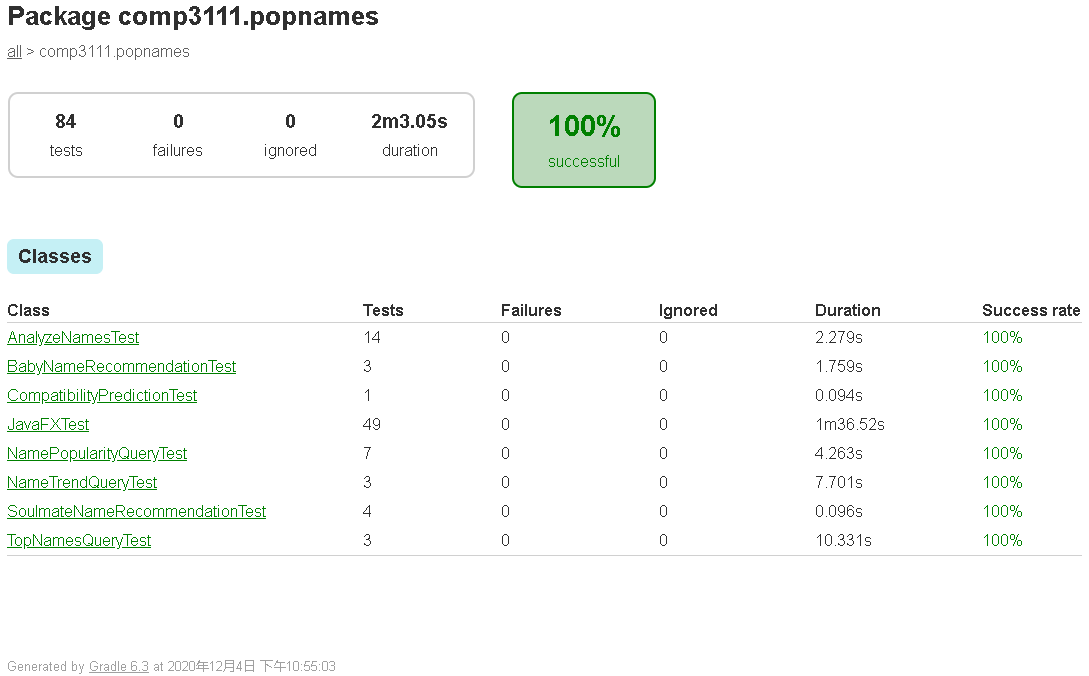 Package comp3111.popnames
all > comp3111.popnames
84 0 0 2m3.05s
tests failures ignored duration
100%
successful
Classes
Class Tests Failures Ignored Duration Success rate
AnalyzeNamesTest 14 0 0 2.279s 100%
BabyNameRecommendationTest 3 0 0 1.759s 100%
CompatibilityPredictionTest 1 0 0 0.094s 100%
JavaFXTest 49 0 0 1m36.52s 100%
NamePopularityQueryTest 7 0 0 4.263s 100%
NameTrendQueryTest 3 0 0 7.701s 100%
SoulmateNameRecommendationTest 4 0 0 0.096s 100%
TopNamesQueryTest 3 0 0 10.331s 100%
Generated by Gradle 6.3 at 2020年12月4日 下午10:55:03